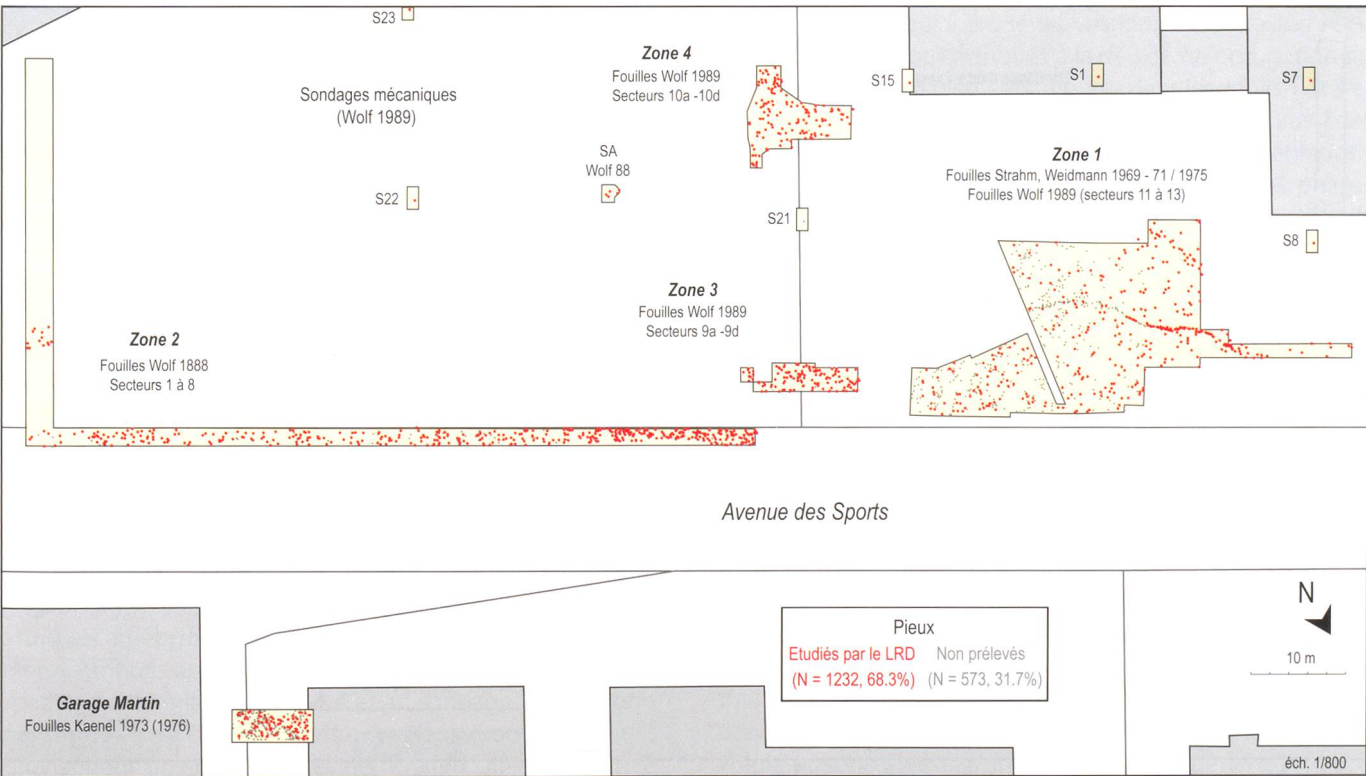 S23
Zone 4
Fouilles Wolf 1989
Secteurs 10a -10d
S15
S1
S7
Sondages mécaniques
(Wolf 1989)
SA
Wolf 88
Zone 1
Fouilles Strahm, Weidmann 1969 - 71 / 1975
Fouilles Wolf 1989 (secteurs 11 à 13)
S22
S21
S8
Zone 3
Fouilles Wolf 1989
Secteurs 9a -9d
Zone 2
Fouilles Wolf 1888
Secteurs 1 à 8
Avenue des Sports
Pieux
Etudiés par le LRD Non prélevés
(N = 1232, 68.3%) (N = 573, 31.7%)
N
10 m
Garage Martin
Fouilles Kaenel 1973 (1976)
éch. 1/800